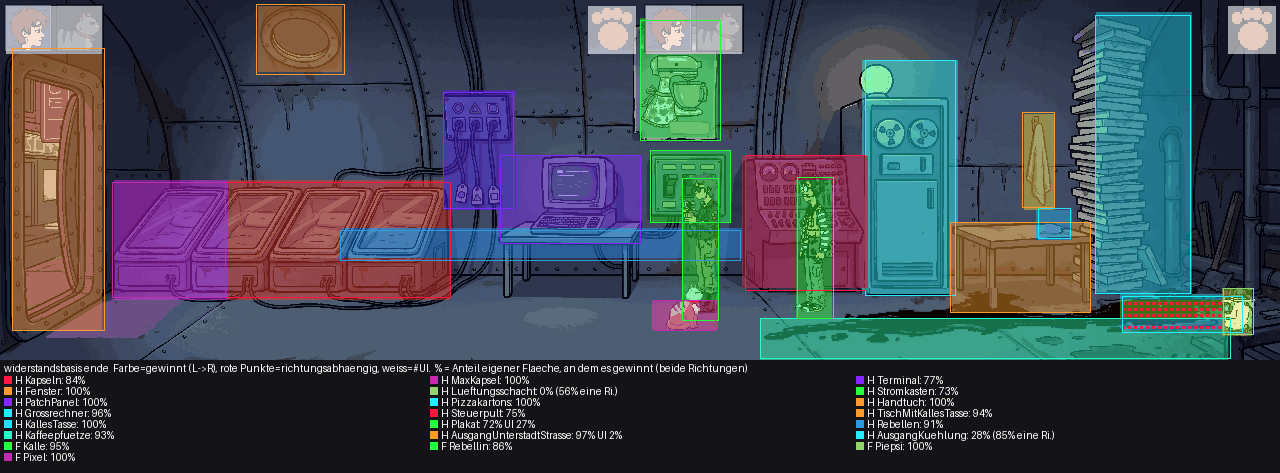 widerstandsbasis ende  Farbe=gewinnt (L->R), rote Punkte=richtungsabhaengig, weiss=#UI. % = Anteil eigener Flaeche, an dem es gewinnt (beide Richtungen)
H Kapseln: 84%
H MaxKapsel: 100%
H Terminal: 77%
H Fenster: 100%
H Lueftungsschacht: 0% (56% eine Ri.)
H Stromkasten: 73%
H PatchPanel: 100%
H Pizzakartons: 100%
H Handtuch: 100%
H Grossrechner: 96%
H Steuerpult: 75%
H TischMitKallesTasse: 94%
H KallesTasse: 100%
H Plakat: 72% UI 27%
H Rebellen: 91%
H Kaffeepfuetze: 93%
H AusgangUnterstadtStrasse: 97% UI 2%
H AusgangKuehlung: 28% (85% eine Ri.)
F Kalle: 95%
F Rebellin: 86%
F Piepsi: 100%
F Pixel: 100%